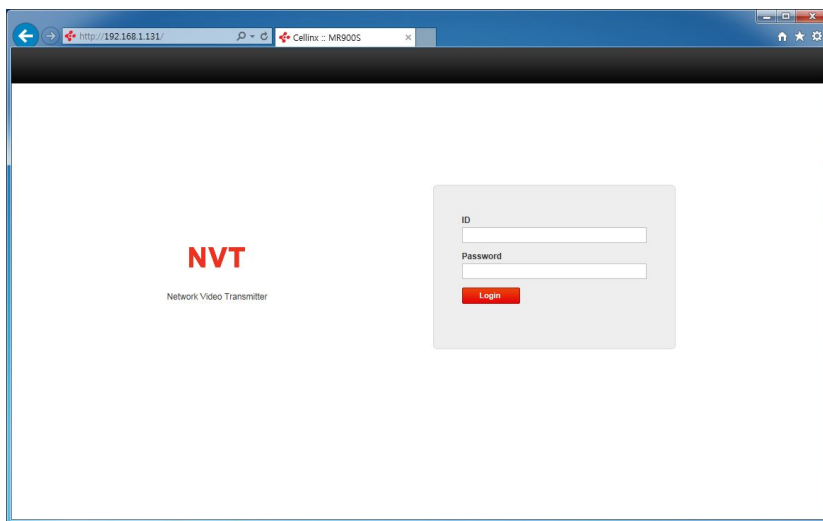 http://192.168.1.131/
Cellinx :: MR900S
ID
NVT
Password
Network Video Transmitter
Login